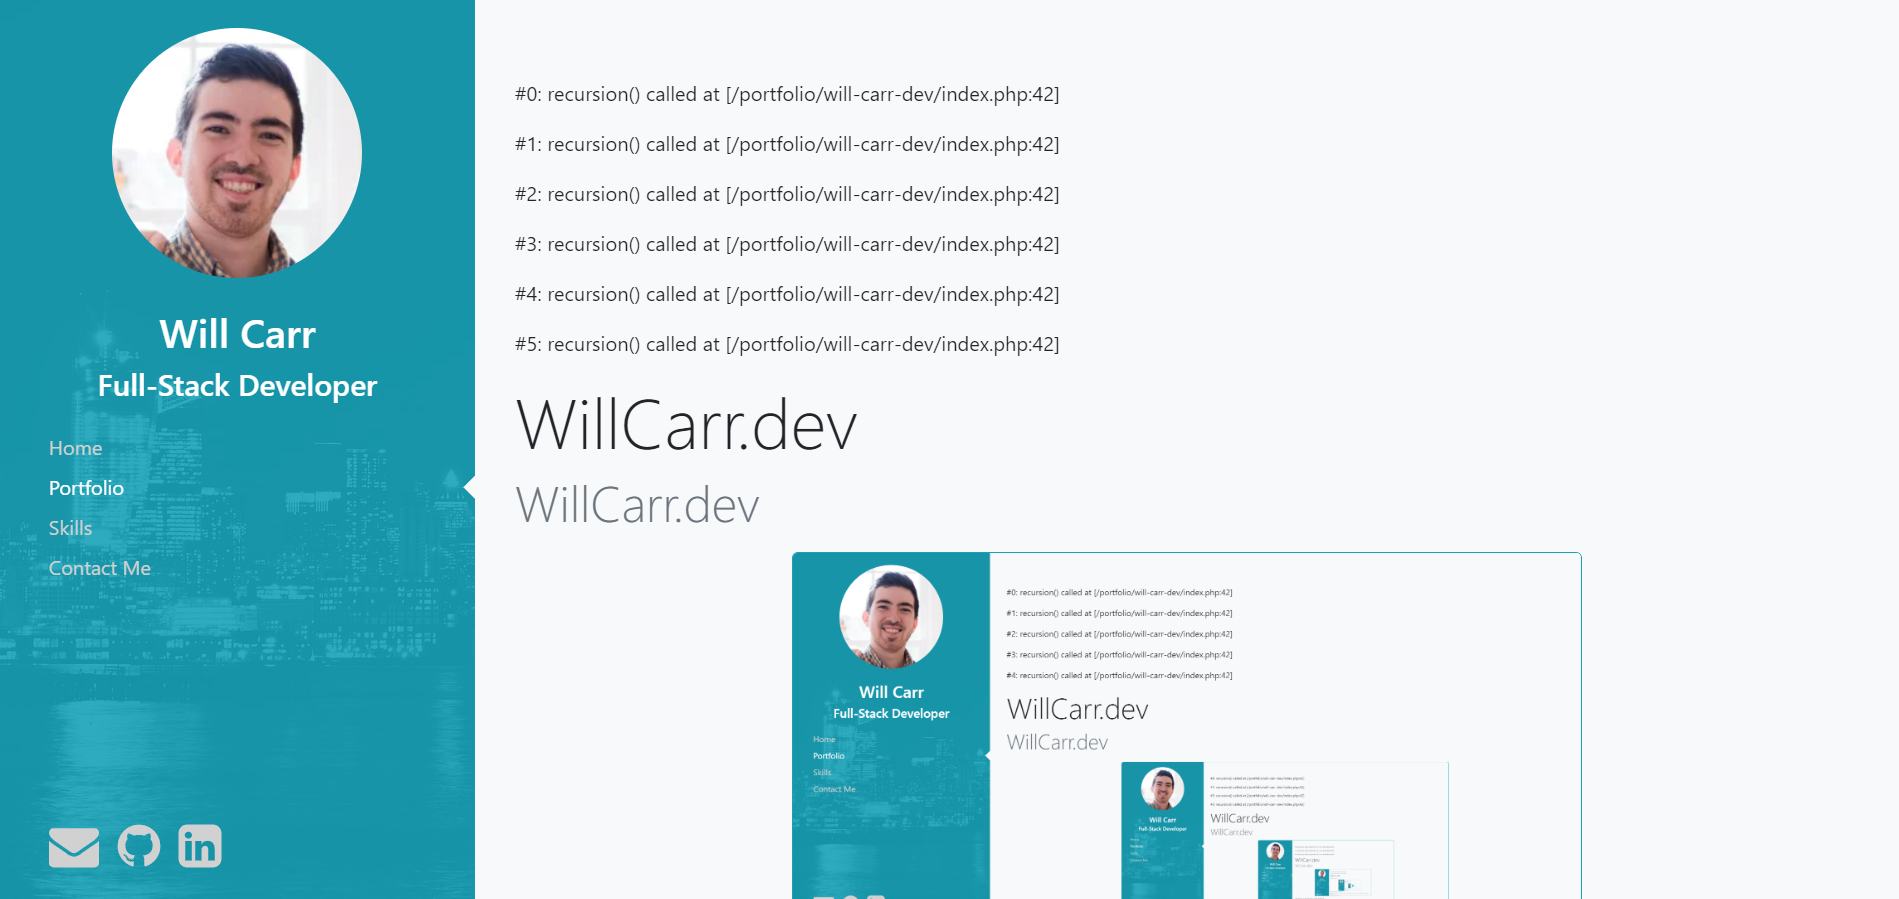 Will Carr
Full-Stack Developer
Home
Portfolio
Skills
Contact Me
in
#0: recursion() called at [/portfolio/will-carr-dev/index.php:42]
#1: recursion() called at [/portfolio/will-carr-dev/index.php:42]
#2: recursion() called at [/portfolio/will-carr-dev/index.php:42]
#3: recursion() called at [/portfolio/will-carr-dev/index.php:42]
#4: recursion() called at [/portfolio/will-carr-dev/index.php:42]
#5: recursion() called at [/portfolio/will-carr-dev/index.php:42]
WillCarr.dev
WillCarr.dev
Will Carr
Full-Stack Developer
Home
Portfolio
Skills
Contact Me
#0: recursion() called at [/portfolio/will-carr-dev/index.php:42]
#1: recursion() called at [/portfolio/will-carr-dev/index.php:42]
#2: recursion() called at [/portfolio/will-carr-dev/index.php:42]
#3: recursion() called at [/portfolio/will-carr-dev/index.php:42]
#4: recursion() called at [/portfolio/will-carr-dev/index.php:42]
WillCarr.dev
WillCarr.dev
Will Carr
Full-Stack Developer
WillCarr.dev
WillCarr.dev